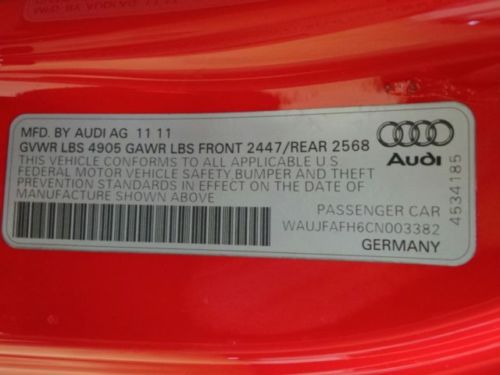 MFD. BY AUDI AG 11 11
GVWR LBS 4905 GAWR LBS FRONT 2447/REAR 2568
THIS VEHICLE CONFORMS TO ALL APPLICABLE U S
FEDERAL MOTOR VEHICLE SAFETY, BUMPER AND THEFT
PREVENTION STANDARDS IN EFFECT ON THE DATE OF
MANUFACTURE SHOWN ABOVE
Audi
4534185
PASSENGER CAR
WAUJFAFH6CN003382
GERMANY